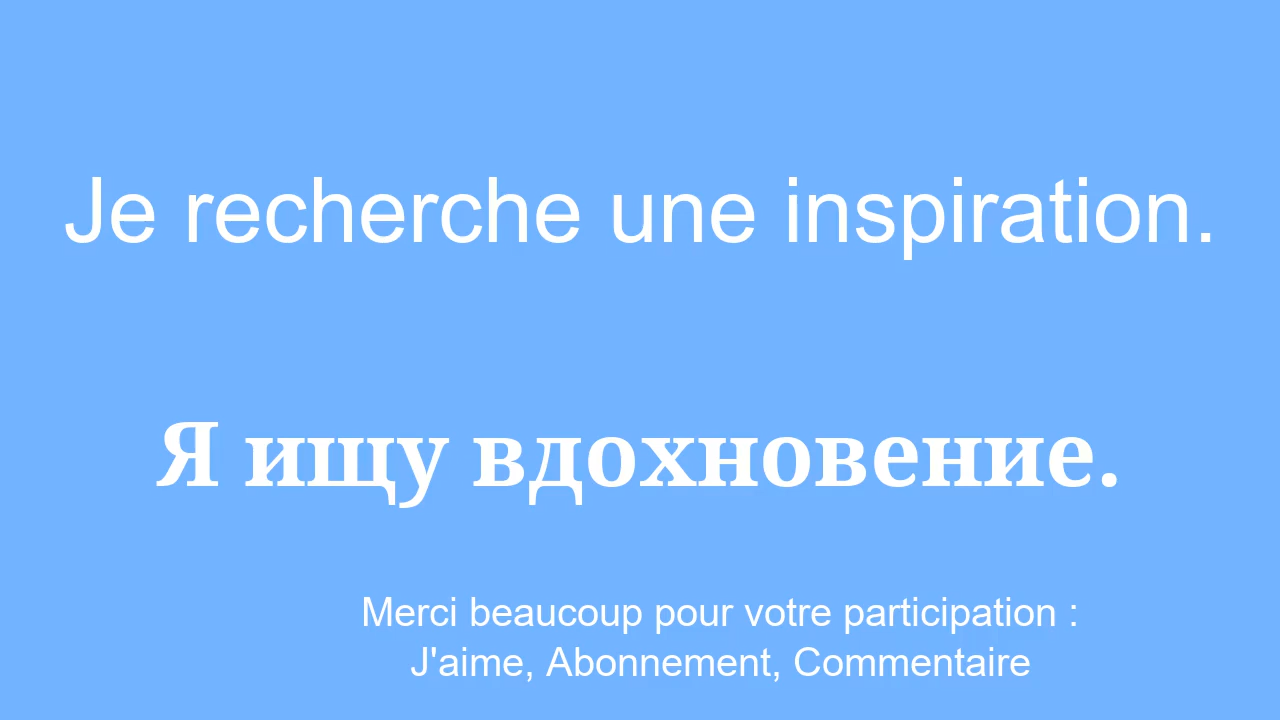 Je recherche une inspiration.
Я ищу вдохновение.
Merci beaucoup pour votre participation :
J'aime, Abonnement, Commentaire